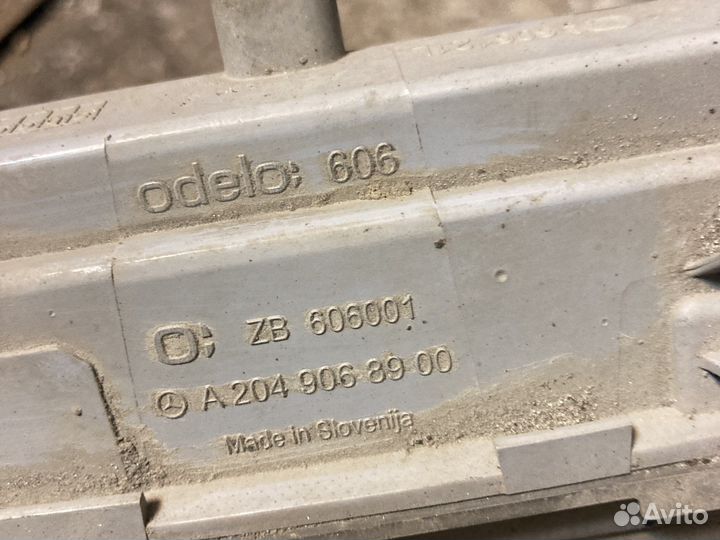 odelo: 606
ZB 606001
A 204 906 89 00
Made in Slovenija
Avito